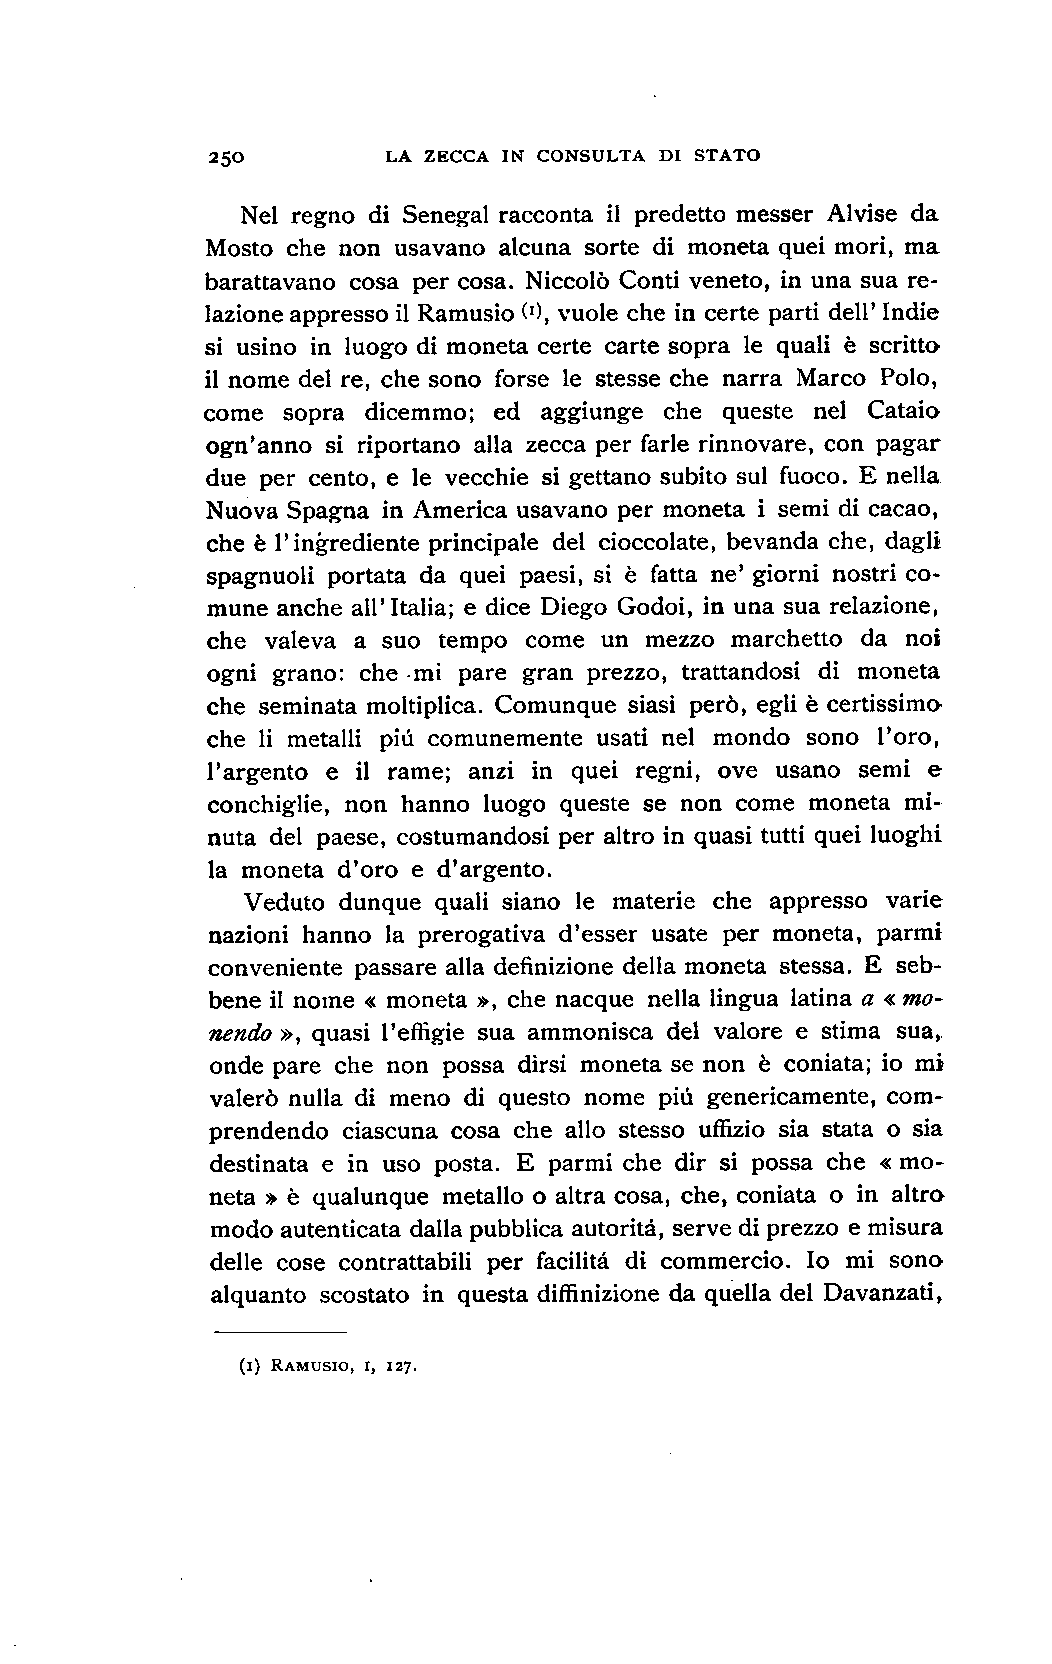 250 LA ZECCA IN CONSULTA DI STATO
Nel regno di Senegal racconta il predetto messer Alvise da
Mosto che non usavano alcuna sorte di moneta quei mori, ma
barattavano cosa per cosa. Niccolò Conti veneto, in una sua re-
lazione appresso il Ramusio (1), vuole che in certe parti dell' Indie
si usino in luogo di moneta certe carte sopra le quali è scritto
il nome del re, che sono forse le stesse che narra Marco Polo,
come sopra dicemmo; ed aggiunge che queste nel Cataio
ogn'anno si riportano alla zecca per farle rinnovare, con pagar
due per cento, e le vecchie si gettano subito sul fuoco. E nella
Nuova Spagna in America usavano per moneta i semi di cacao,
che è l'ingrediente principale del cioccolate, bevanda che, dagli
spagnuoli portata da quei paesi, si è fatta ne' giorni nostri co-
mune anche all' Italia; e dice Diego Godoi, in una sua relazione,
che valeva a suo tempo come un mezzo marchetto da noi
ogni grano: che mi pare gran prezzo, trattandosi di moneta
che seminata moltiplica. Comunque siasi però, egli è certissimo
che li metalli piú comunemente usati nel mondo sono l'oro,
l'argento e il rame; anzi in quei regni, ove usano semi e
conchiglie, non hanno luogo queste se non come moneta mi-
nuta del paese, costumandosi per altro in quasi tutti quei luoghi
la moneta d'oro e d'argento.
Veduto dunque quali siano le materie che appresso varie
nazioni hanno la prerogativa d'esser usate per moneta, parmi
conveniente passare alla definizione della moneta stessa. E seb-
bene il nome « moneta », che nacque nella lingua latina a « mo-
nendo », quasi l'effigie sua ammonisca del valore e stima sua,
onde pare che non possa dirsi moneta se non è coniata; io mi
valerò nulla di meno di questo nome piú genericamente, com-
prendendo ciascuna cosa che allo stesso uffizio sia stata o sia
destinata e in uso posta. E parmi che dir si possa che « mo-
neta » è qualunque metallo o altra cosa, che, coniata o in altro
modo autenticata dalla pubblica autoritá, serve di prezzo e misura
delle cose contrattabili per facilitá di commercio. Io mi sono
alquanto scostato in questa diffinizione da quella del Davanzati,
(1) RAMUSIO, I, 127.